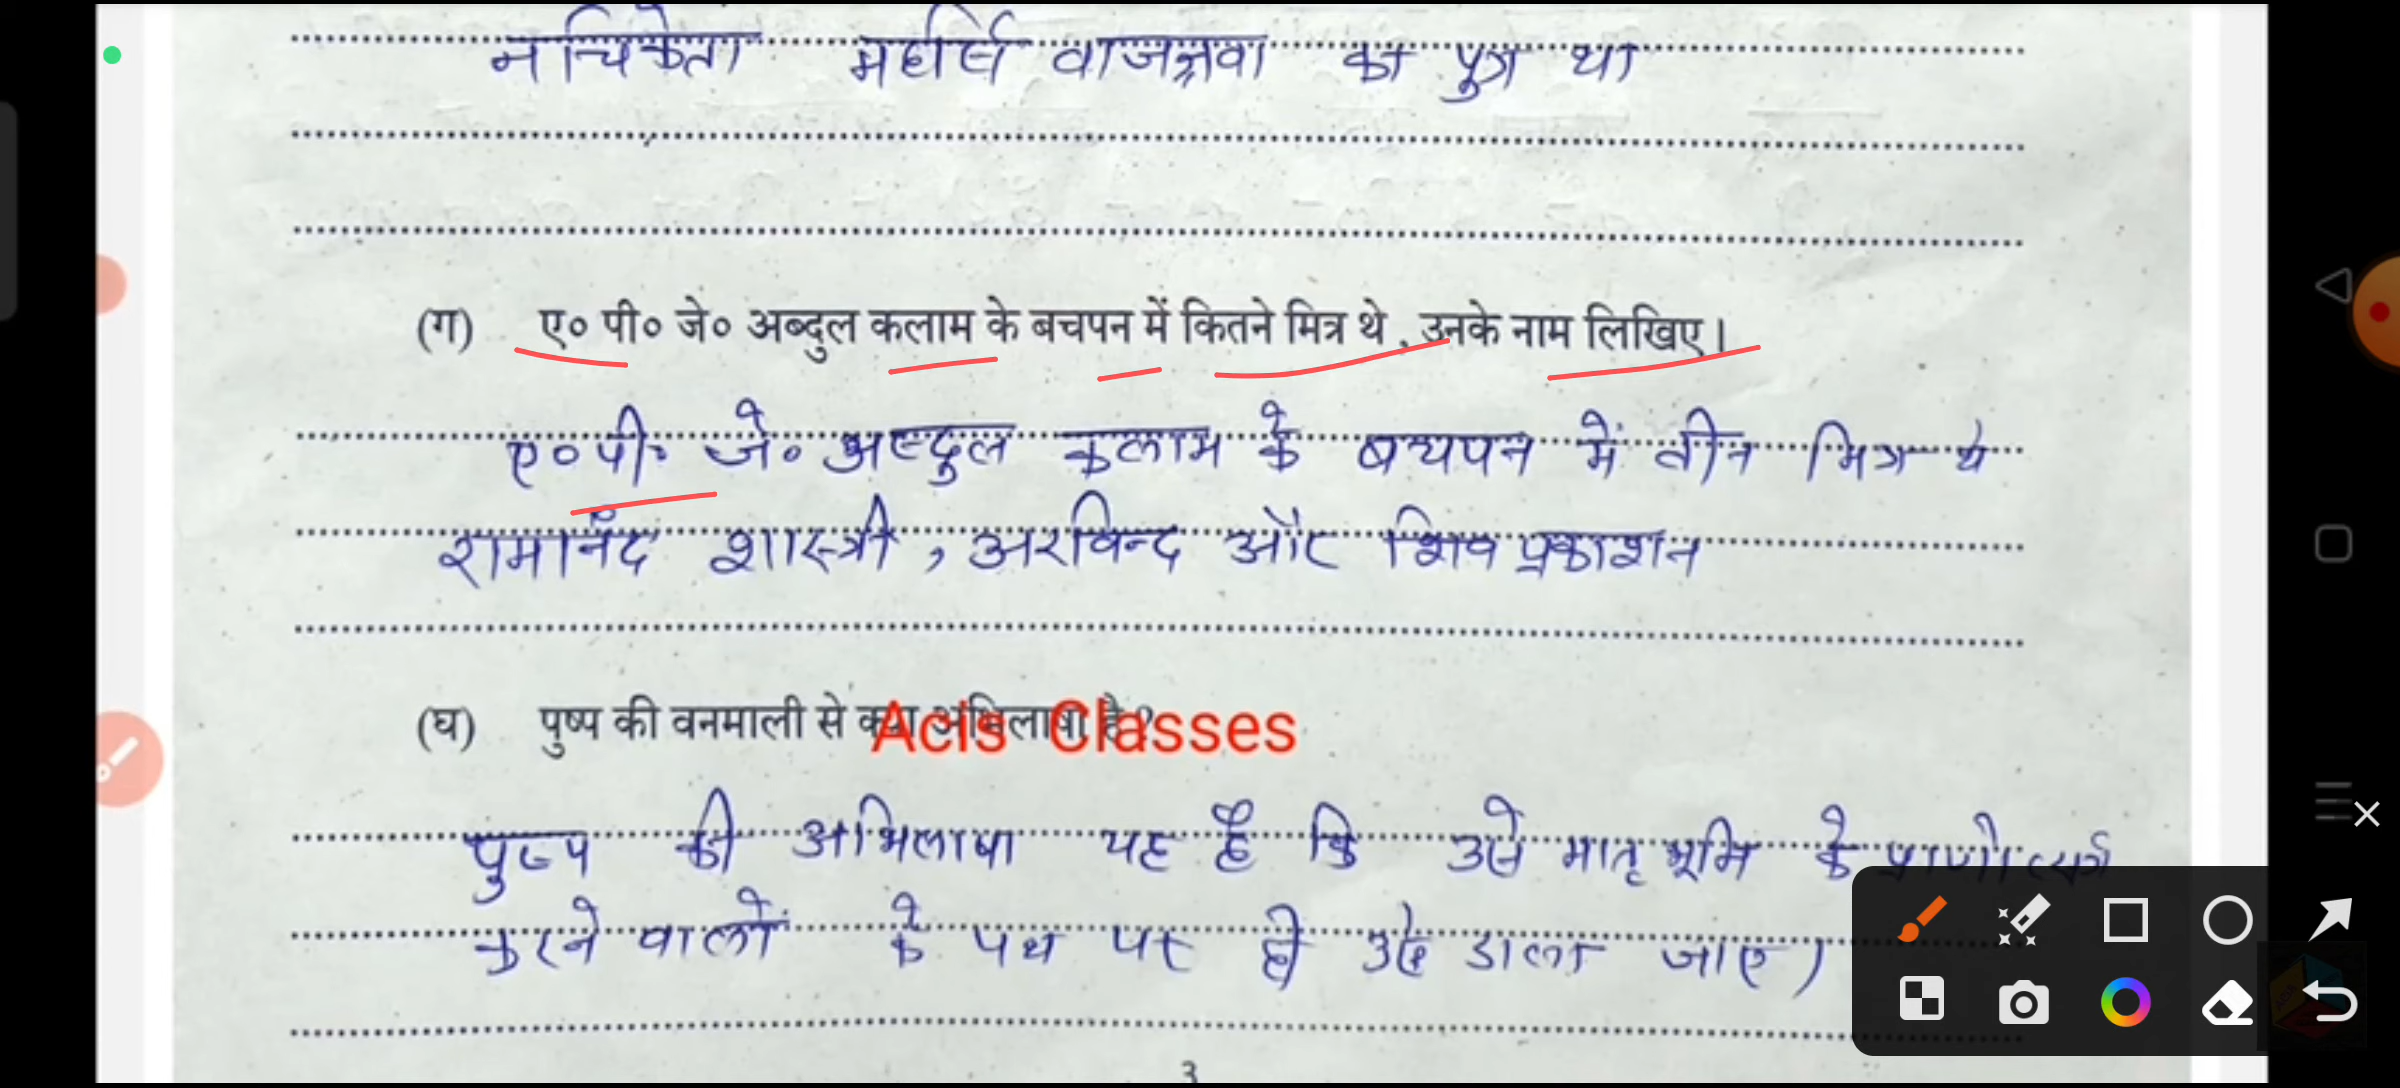 नचिकेता महर्षि वाजश्रवा का पुत्र था
(ग) ए० पी० जे० अब्दुल कलाम के बचपन में कितने मित्र थे , उनके नाम लिखिए।
ए०पी० जे० अब्दुल कलाम के बचपन में तीन मित्र थे
रामानंद शास्त्री, अरविन्द और शिव प्रकाशन
(घ) पुष्प की वनमाली से क्या अभिलाषा है?
Acis Classes
पुष्प की अभिलाषा यह है कि उसे मातृ भूमि के
करने वालों के पथ पर ही उसे डाला जाए।
3